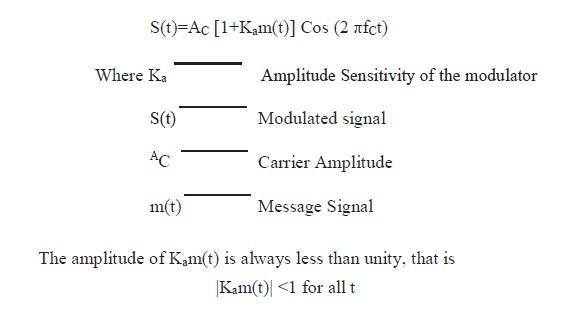 S(t)=AC [1+Kam(t)] Cos (2 πfct)
Where Ka Amplitude Sensitivity of the modulator
S(t) Modulated signal
AC Carrier Amplitude
m(t) Message Signal
The amplitude of Kam(t) is always less than unity, that is
|Kam(t)| <1 for all t